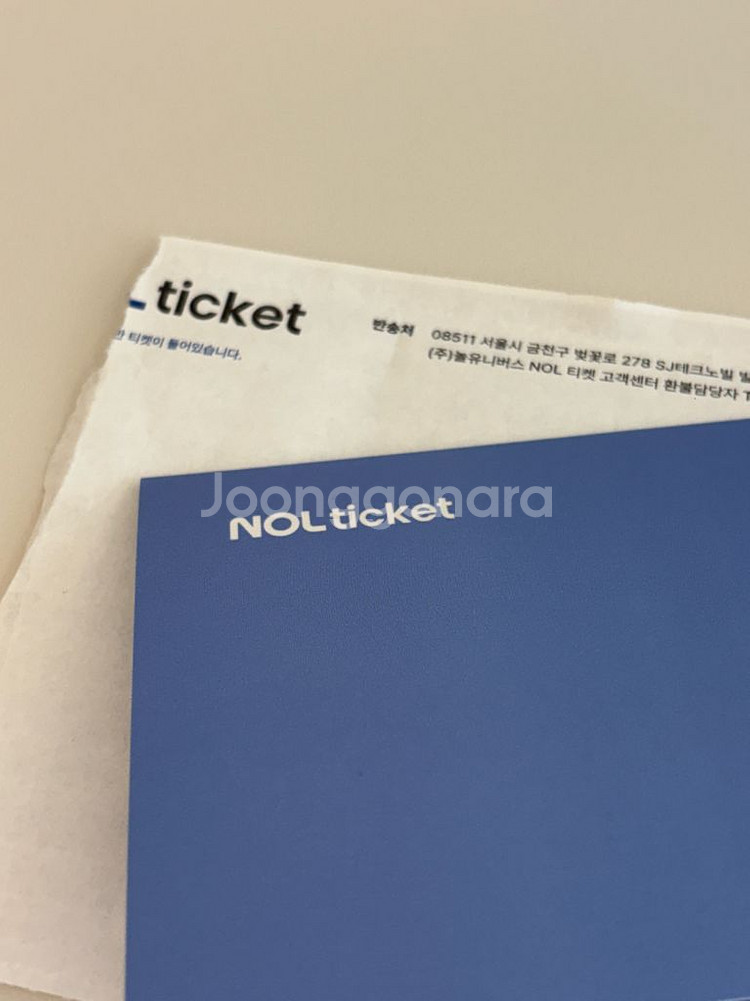 ticket
티켓이 들어있습니다.
반송처 08511 서울시 금천구 벚꽃로 278 SJ테크노빌
(주)놀유니버스 NOL 티켓 고객센터 환불담당자
Joonggonara
NOL ticket